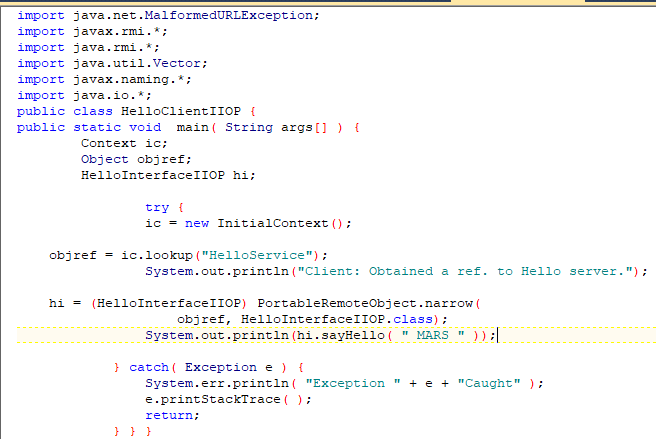 import java.net.MalformedURLException;
import javax.rmi.*;
import java.rmi.*;
import java.util.Vector;
import javax.naming.*;
import java.io.*;
public class HelloClientIIOP {
public static void  main( String args[] ) {
        Context ic;
        Object objref;
        HelloInterfaceIIOP hi;

                try {
                ic = new InitialContext();

    objref = ic.lookup("HelloService");
                System.out.println("Client: Obtained a ref. to Hello server.");

    hi = (HelloInterfaceIIOP) PortableRemoteObject.narrow(
                    objref, HelloInterfaceIIOP.class);
                System.out.println(hi.sayHello( " MARS " ));

            } catch( Exception e ) {
                System.err.println( "Exception " + e + "Caught" );
                e.printStackTrace( );
                return;
            } } }